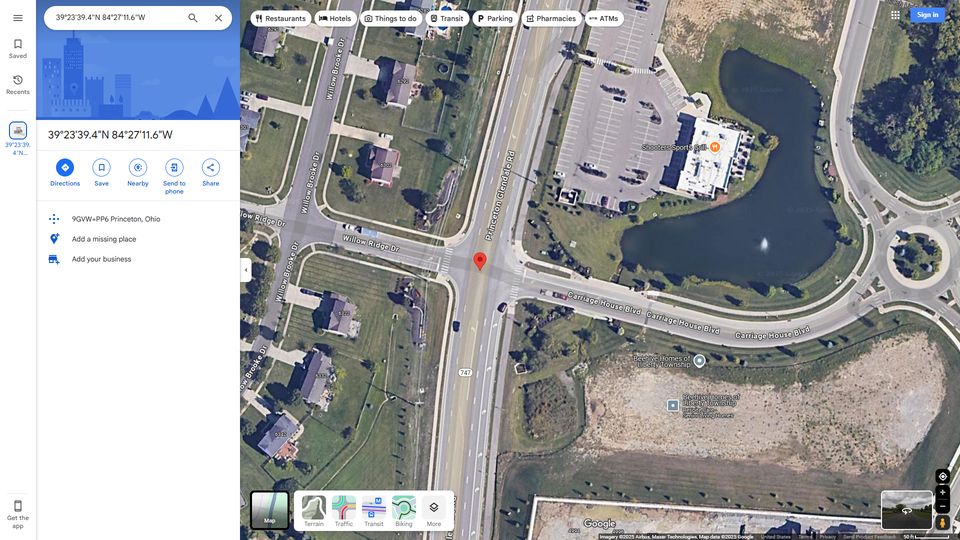 39°23'39.4"N 84°27'11.6"W
Restaurants
Hotels
Things to do
Transit
Parking
Pharmacies
ATMs
Sign in
Saved
Recents
39°23'39.
4"N…
Get the
app
39°23'39.4"N 84°27'11.6"W
Directions
Save
Nearby
Send to
phone
Share
9GVW+PP6 Princeton, Ohio
Add a missing place
Add your business
Willow Brooke Dr
Willow Brooke Dr
Princeton Glendale Rd
Shooters Sports Grill
Willow Ridge Dr
Willow Brooke Dr
Carriage House Blvd
Carriage House Blvd
Carriage House Blvd
Beehive Homes of
Liberty Township
747
Beehive Homes of
Liberty Township
Map
Terrain
Traffic
Transit
Biking
More
Google
Imagery ©2025 Airbus, Maxar Technologies, Map data ©2025 Google
United States
Terms
Privacy
Send Product Feedback
50 ft